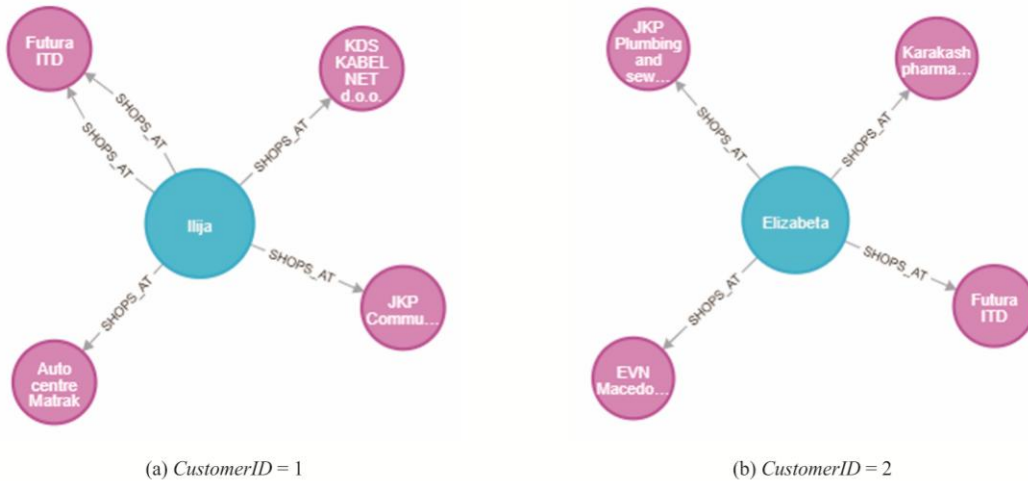 Futura
ITD
KDS
KABEL
NET
d.o.o.
SHOPS_AT
SHOPS_AT
SHOPS_AT
Ilija
SHOPS_AT
SHOPS_AT
JKP
Commu...
Auto
centre
Matrak
(a) CustomerID = 1
JKP
Plumbing
and
sew...
Karakash
pharma...
SHOPS_AT
SHOPS_AT
Elizabeta
SHOPS_AT
SHOPS_AT
Futura
ITD
EVN
Macedo...
(b) CustomerID = 2